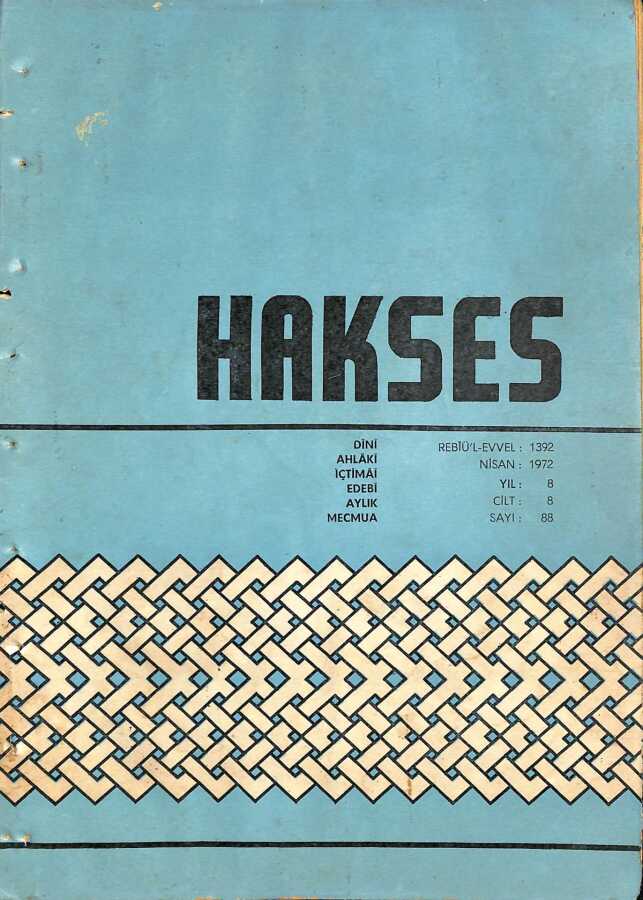 HAKSES
DİNİ
AHLÂKİ
İÇTİMÂİ
EDEBİ
AYLIK
MECMUA
REBİÜ'L-EVVEL : 1392
NİSAN : 1972
YIL : 8
CİLT : 8
SAYI : 88